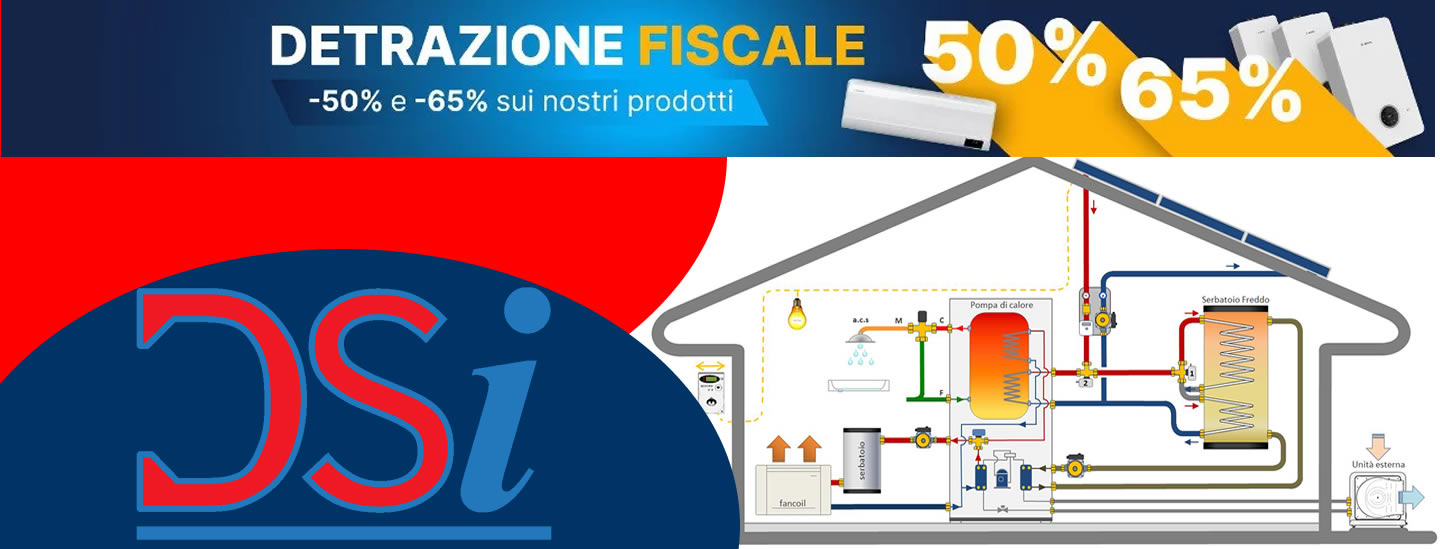 DETRAZIONE FISCALE
-50% e -65% sui nostri prodotti
50%
65%
DSi
Pompa di calore
Serbatoio Freddo
a.c.s
M
C
F
1
2
serbatoio
fancoil
Unità esterna